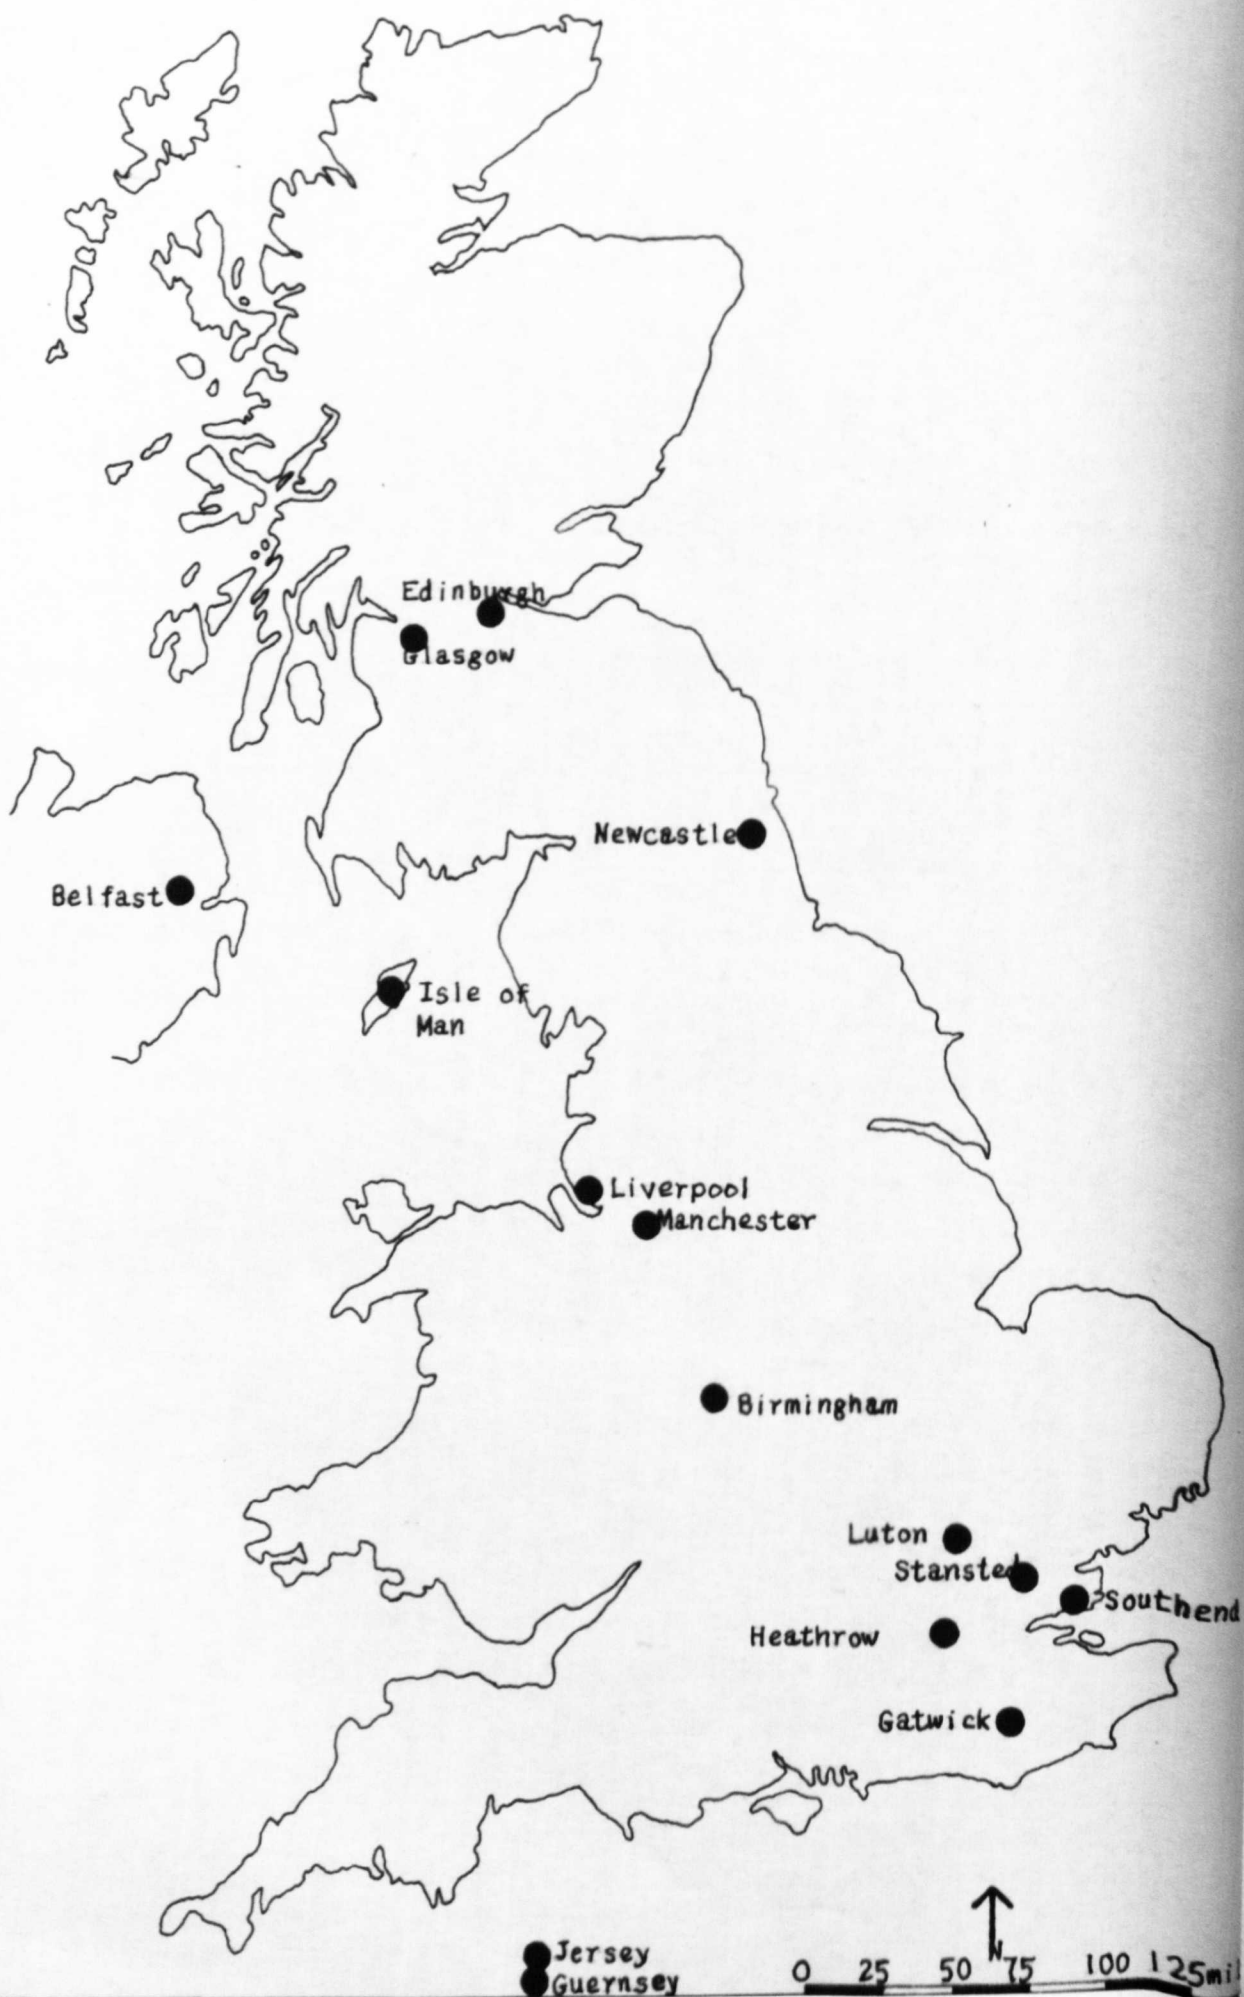 Edinburgh
Glasgow
Newcastle
Belfast
Isle of
Man
Liverpool
Manchester
Birmingham
Luton
Stansted
Southend
Heathrow
Gatwick
N
Jersey
Guernsey
0 25 50 75 100 125mil